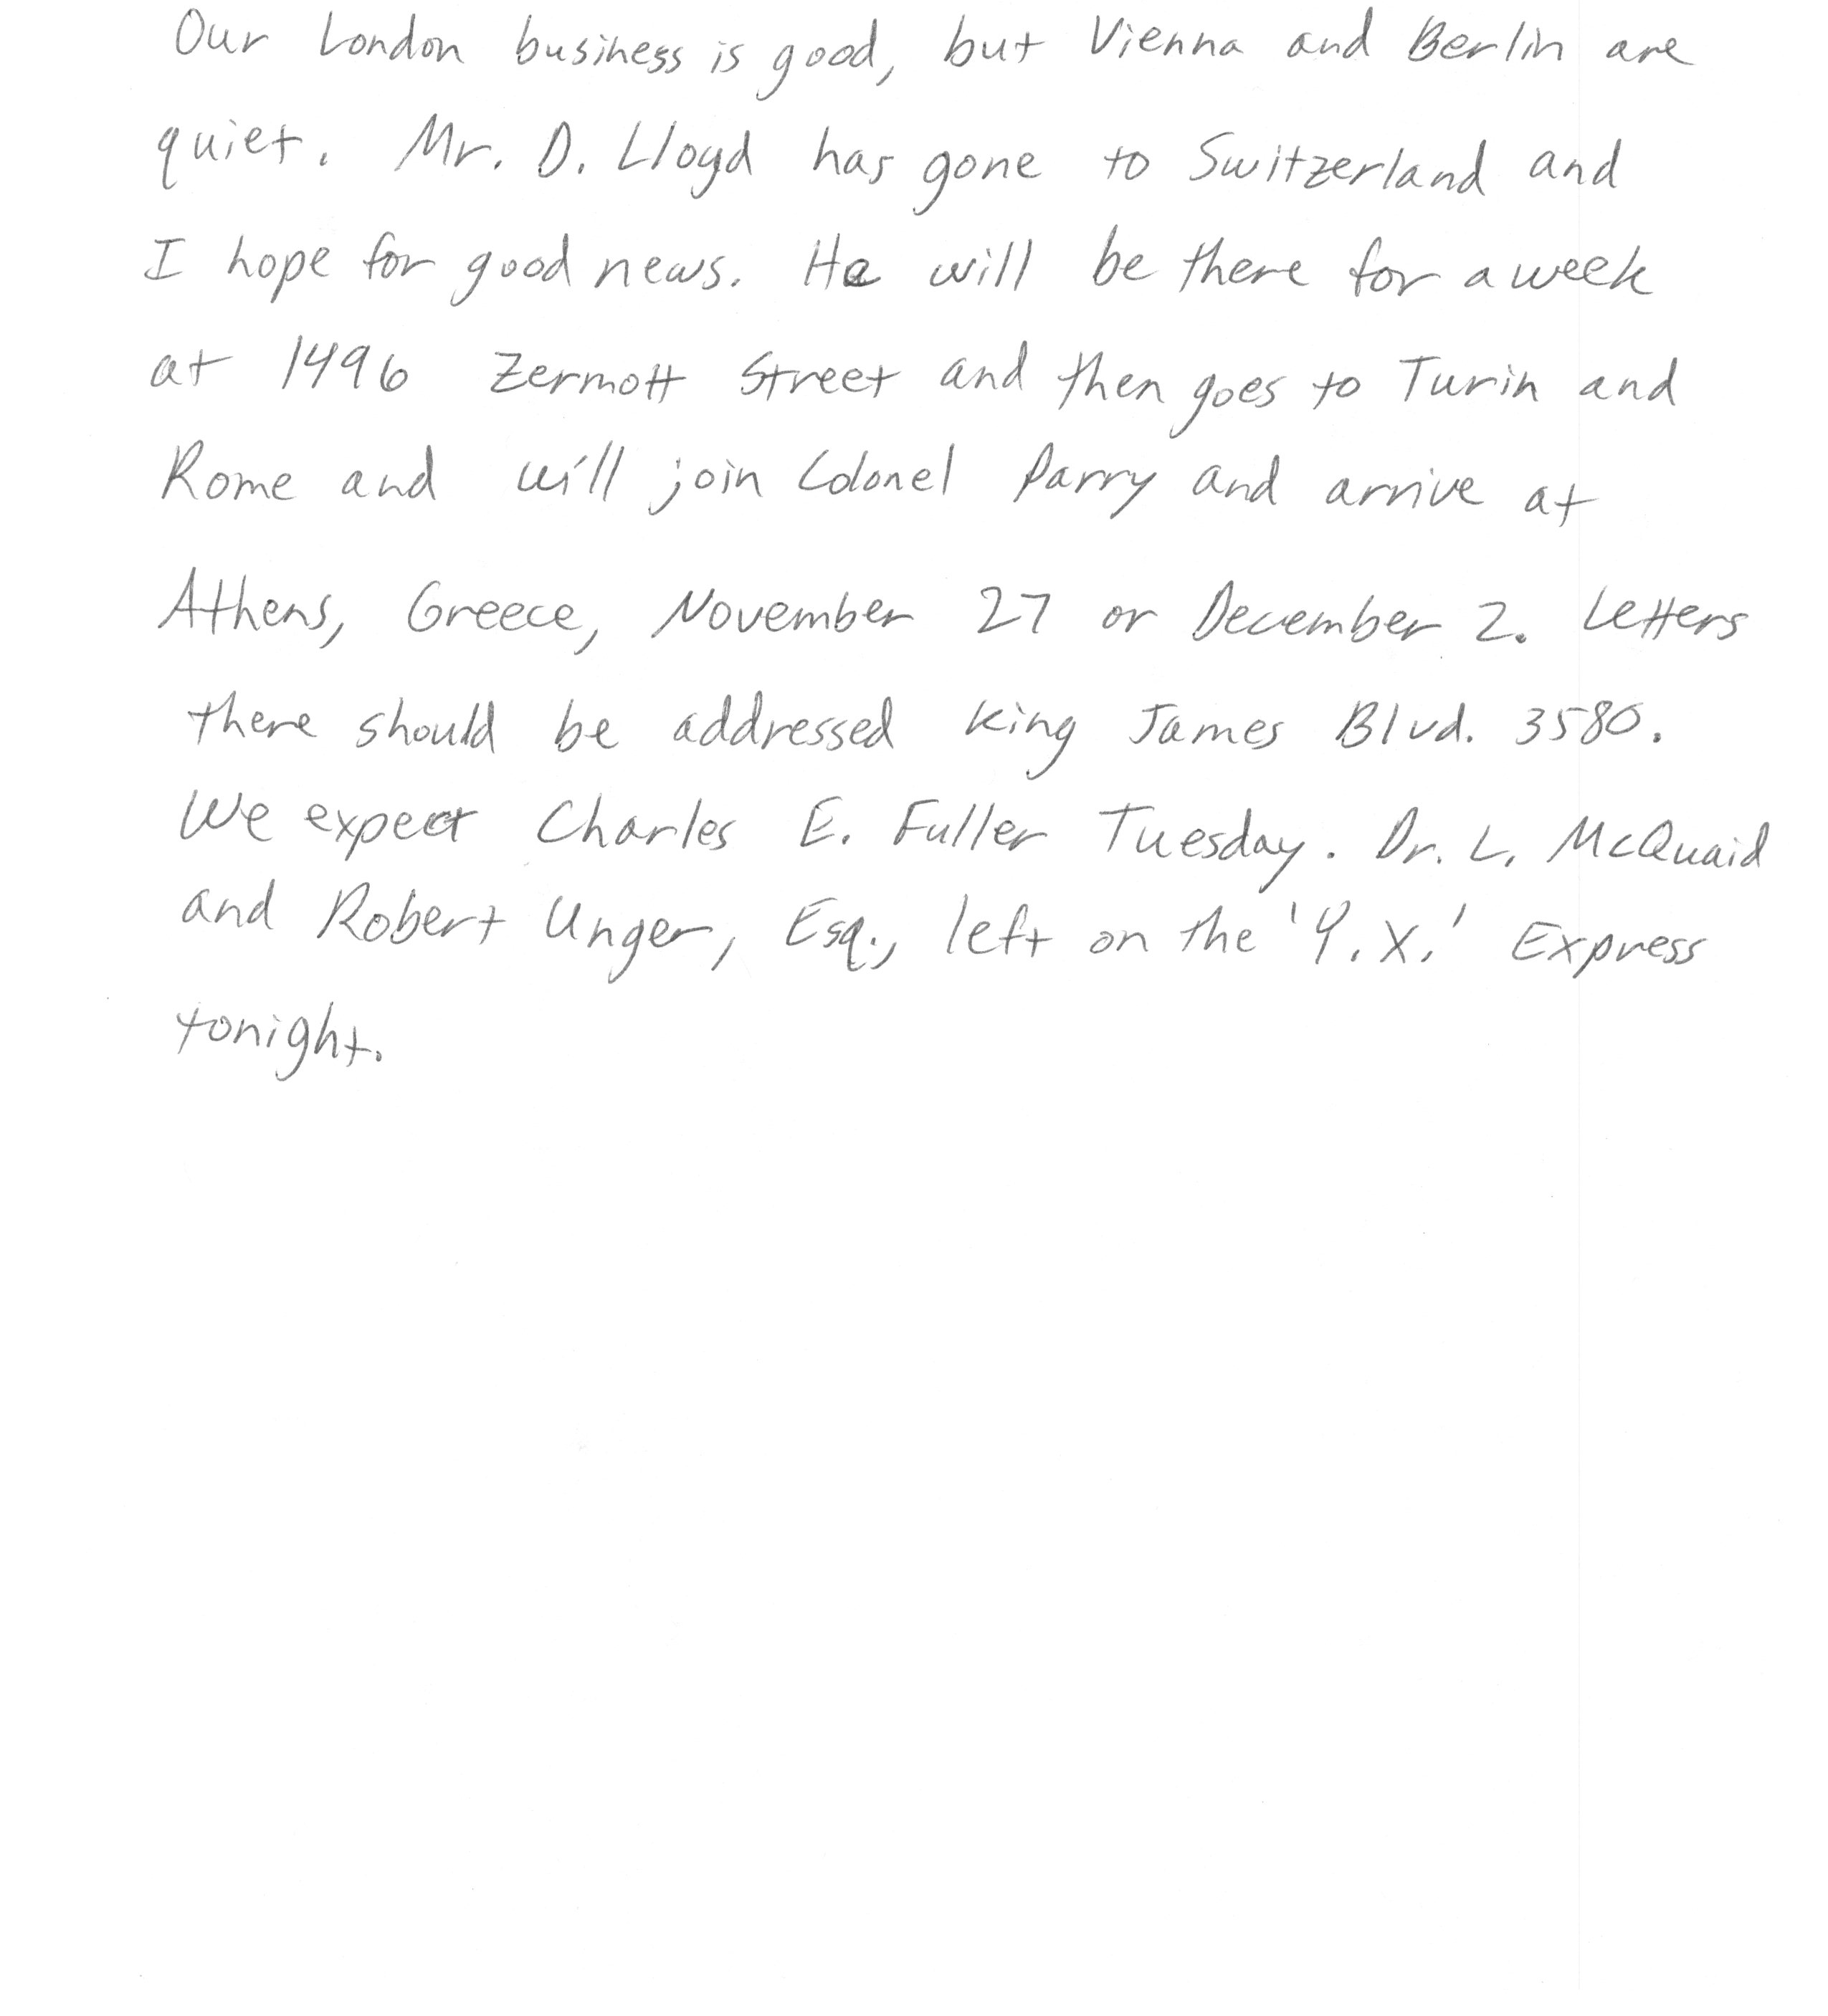 Our London business is good, but Vienna and Berlin are
quiet. Mr. D. Lloyd has gone to Switzerland and
I hope for good news. He will be there for a week
at 1496 Zermott Street and then goes to Turin and
Rome and will join Colonel Parry and arrive at
Athens, Greece, November 27 or December 2. Letters
there should be addressed King James Blvd. 3580.
We expect Charles E. Fuller Tuesday. Dr. L. McQuaid
and Robert Unger, Esq., left on the 'Y.X.' Express
tonight.